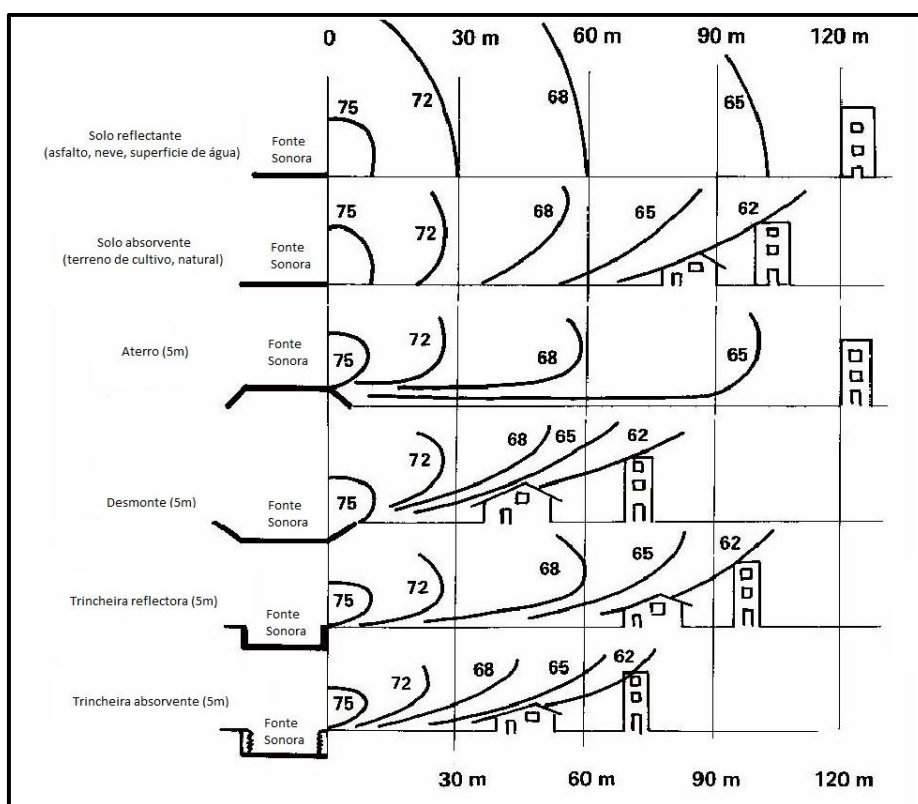 0 30 m 60 m 90 m 120 m
75 72 68 65
Solo reflectante
(asfalto, neve, superficie de água)
Fonte
Sonora
75 72 68 65 62
Solo absorvente
(terreno de cultivo, natural)
Fonte
Sonora
Aterro (5m)
Fonte
Sonora
75 72 68 65
Desmonte (5m)
Fonte
Sonora
75 72 68 65 62
Trincheira reflectora (5m)
Fonte
Sonora
75 72 68 65 62
Trincheira absorvente (5m)
Fonte
Sonora
75 72 68 65 62
30 m 60 m 90 m 120 m